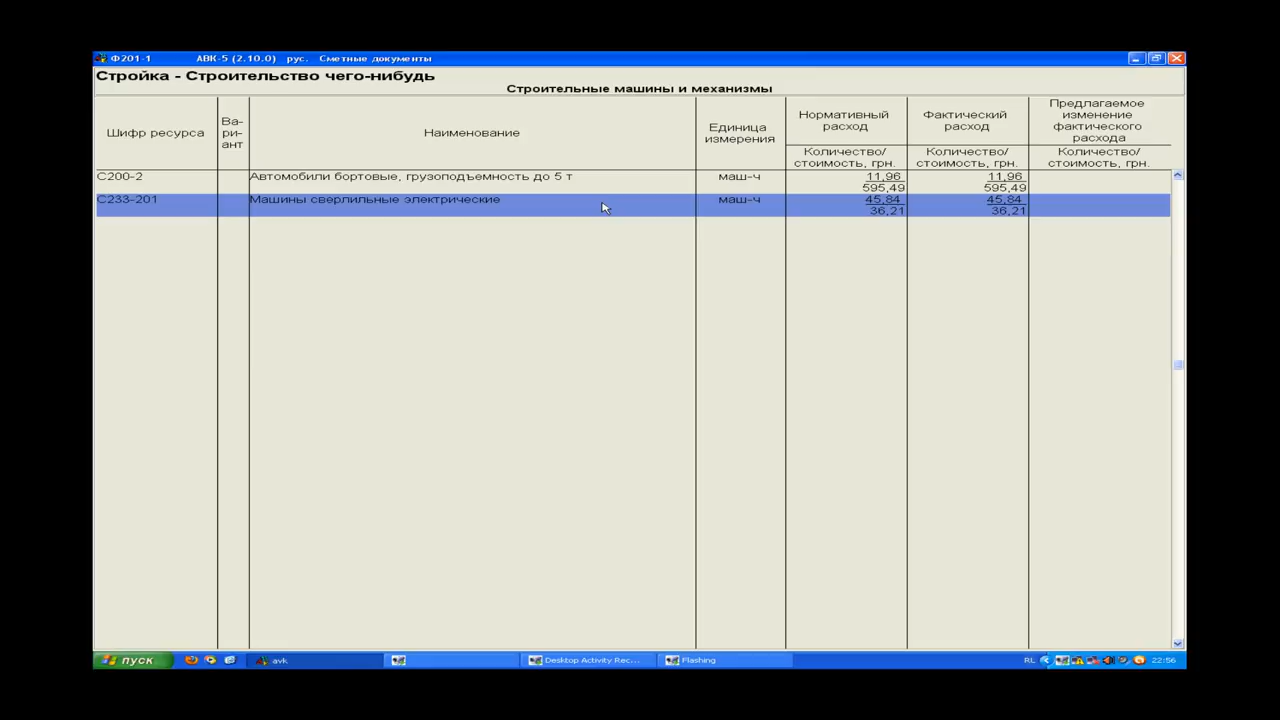 Ф201-1 АВК-5 (2.10.0) рус. Сметные документы
Стройка - Строительство чего-нибудь
Строительные машины и механизмы
Шифр ресурса
Ва-
ри-
ант
Наименование
Единица
измерения
Нормативный
расход
Количество/
стоимость, грн.
Фактический
расход
Количество/
стоимость, грн.
Предлагаемое
изменение
фактического
расхода
Количество/
стоимость, грн.
С200-2 Автомобили бортовые, грузоподъемность до 5 т маш-ч 11,96 11,96
595,49 595,49
С233-201 Машины сверлильные электрические маш-ч 45,84 45,84
36,21 36,21
пуск avk Desktop Activity Rec... Flashing RL 22:56